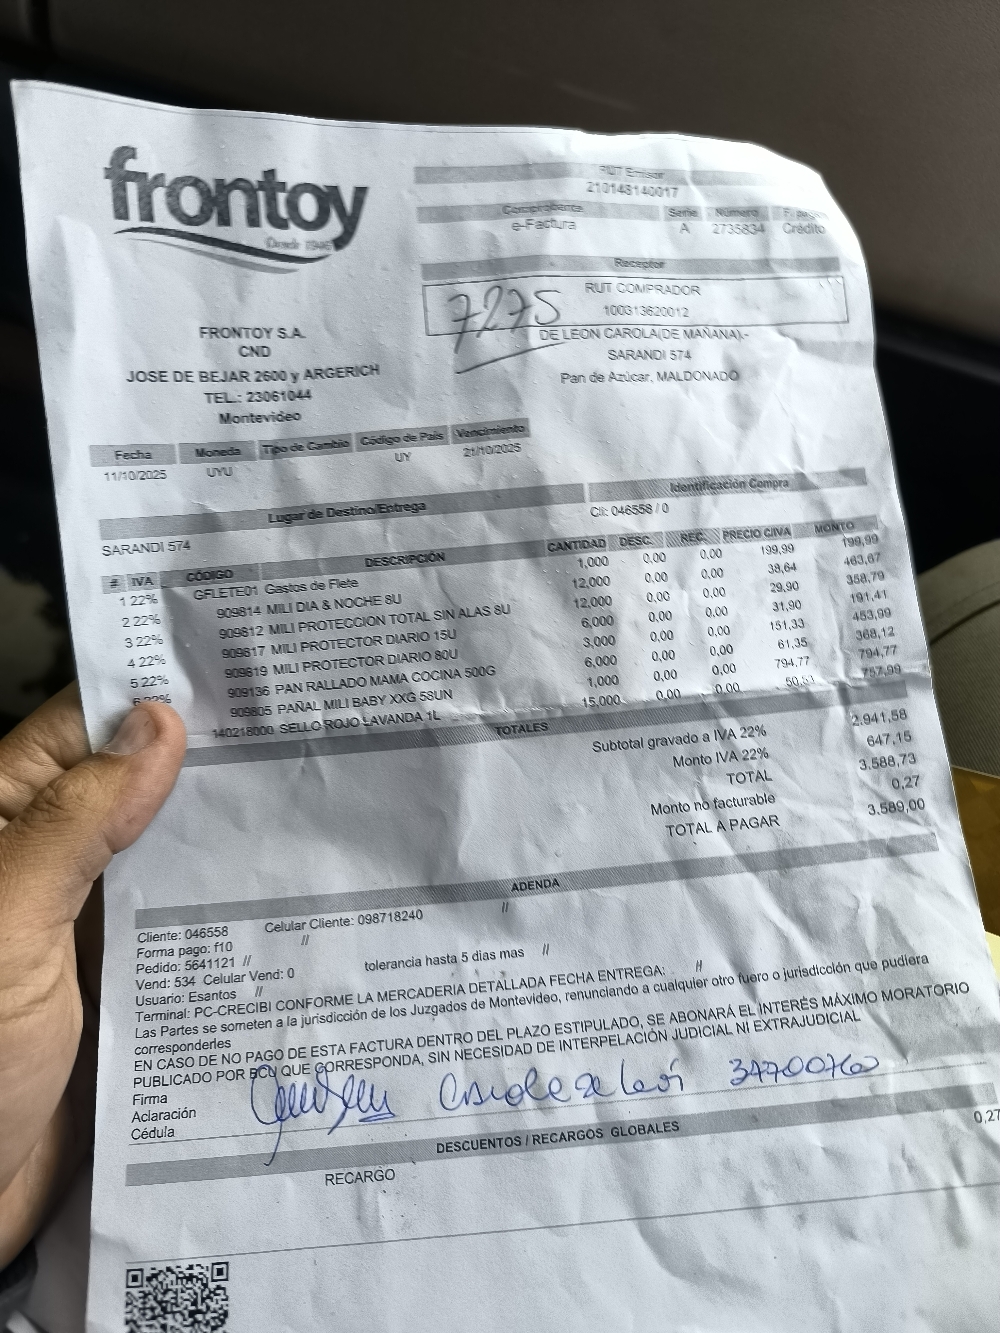 frontoy
Desde 1946
RUT Emisor
210148140017
Comprobante Serie Número F. pago
e-Factura A 2735834 Crédito
Receptor
7275
RUT COMPRADOR
100313620012
DE LEON CAROLA(DE MAÑANA).-
SARANDI 574
Pan de Azúcar, MALDONADO
FRONTOY S.A.
CND
JOSE DE BEJAR 2600 y ARGERICH
TEL.: 23061044
Montevideo
Fecha Moneda Tipo de Cambio Código de País Vencimiento
11/10/2025 UYU UY 21/10/2025
Lugar de Destino/Entrega Identificación Compra
SARANDI 574 Cli: 046558 / 0
# IVA CÓDIGO DESCRIPCIÓN CANTIDAD DESC. REC. PRECIO C/IVA MONTO
1 22% GFLETE01 Gastos de Flete 1,000 0,00 0,00 199,99 199,99
2 22% 909814 MILI DIA & NOCHE 8U 12,000 0,00 0,00 38,64 463,67
3 22% 909812 MILI PROTECCION TOTAL SIN ALAS 8U 12,000 0,00 0,00 29,90 358,79
4 22% 909817 MILI PROTECTOR DIARIO 15U 6,000 0,00 0,00 31,90 191,41
5 22% 909819 MILI PROTECTOR DIARIO 80U 3,000 0,00 0,00 151,33 453,99
6 22% 909136 PAN RALLADO MAMA COCINA 500G 6,000 0,00 0,00 61,35 368,12
909805 PAÑAL MILI BABY XXG 58UN 1,000 0,00 0,00 794,77 794,77
140218000 SELLO ROJO LAVANDA 1L 15,000 0,00 0,00 50,53 757,99
TOTALES
Subtotal gravado a IVA 22% 2.941,58
Monto IVA 22% 647,15
TOTAL 3.588,73
Monto no facturable 0,27
TOTAL A PAGAR 3.589,00
ADENDA
Cliente: 046558 Celular Cliente: 098718240 //
Forma pago: f10 //
Pedido: 5641121 //
Vend: 534 Celular Vend: 0 tolerancia hasta 5 dias mas //
Usuario: Esantos //
Terminal: PC-CRECIBI CONFORME LA MERCADERIA DETALLADA FECHA ENTREGA: //
Las Partes se someten a la jurisdicción de los Juzgados de Montevideo, renunciando a cualquier otro fuero o jurisdicción que pudiera
corresponderles
EN CASO DE NO PAGO DE ESTA FACTURA DENTRO DEL PLAZO ESTIPULADO, SE ABONARÁ EL INTERÉS MÁXIMO MORATORIO
PUBLICADO POR BCU QUE CORRESPONDA, SIN NECESIDAD DE INTERPELACIÓN JUDICIAL NI EXTRAJUDICIAL
Firma
Aclaración
Cédula
Carole de León 34700760
DESCUENTOS / RECARGOS GLOBALES
RECARGO 0,27